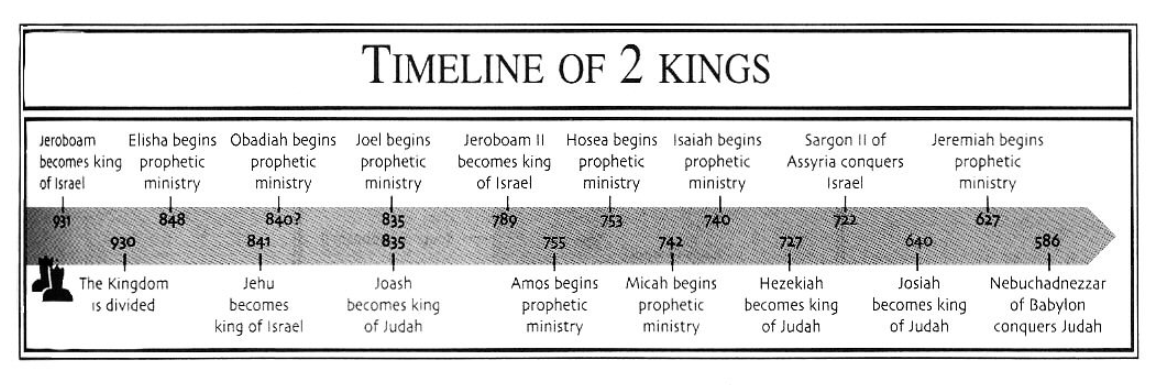 TIMELINE OF 2 KINGS
Jeroboam
becomes king
of Israel
Elisha begins
prophetic
ministry
Obadiah begins
prophetic
ministry
Joel begins
prophetic
ministry
Jeroboam II
becomes king
of Israel
Hosea begins
prophetic
ministry
Isaiah begins
prophetic
ministry
Sargon II of
Assyria conquers
Israel
Jeremiah begins
prophetic
ministry
931
848
840?
835
789
753
740
722
627
930
841
835
755
742
727
640
586
The Kingdom
is divided
Jehu
becomes
king of Israel
Joash
becomes king
of Judah
Amos begins
prophetic
ministry
Micah begins
prophetic
ministry
Hezekiah
becomes king
of Judah
Josiah
becomes king
of Judah
Nebuchadnezzar
of Babylon
conquers Judah